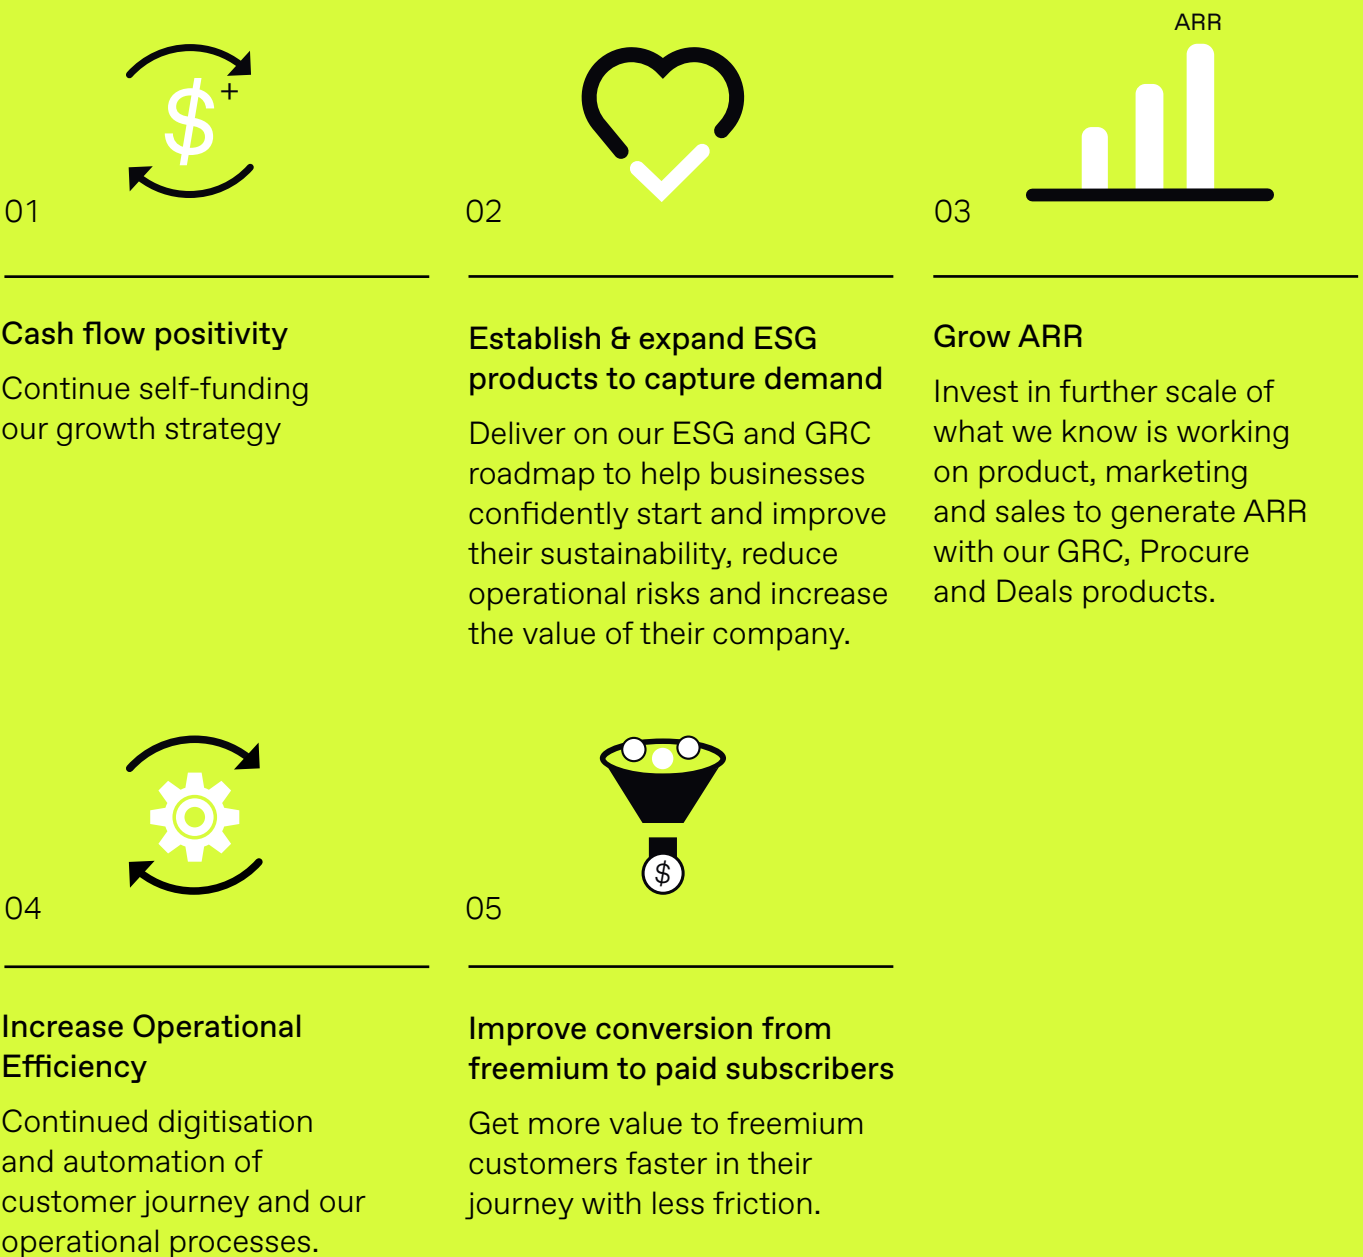 01
Cash flow positivity
Continue self-funding
our growth strategy
02
Establish & expand ESG
products to capture demand
Deliver on our ESG and GRC
roadmap to help businesses
confidently start and improve
their sustainability, reduce
operational risks and increase
the value of their company.
ARR
03
Grow ARR
Invest in further scale of
what we know is working
on product, marketing
and sales to generate ARR
with our GRC, Procure
and Deals products.
04
Increase Operational
Efficiency
Continued digitisation
and automation of
customer journey and our
operational processes.
$
05
Improve conversion from
freemium to paid subscribers
Get more value to freemium
customers faster in their
journey with less friction.